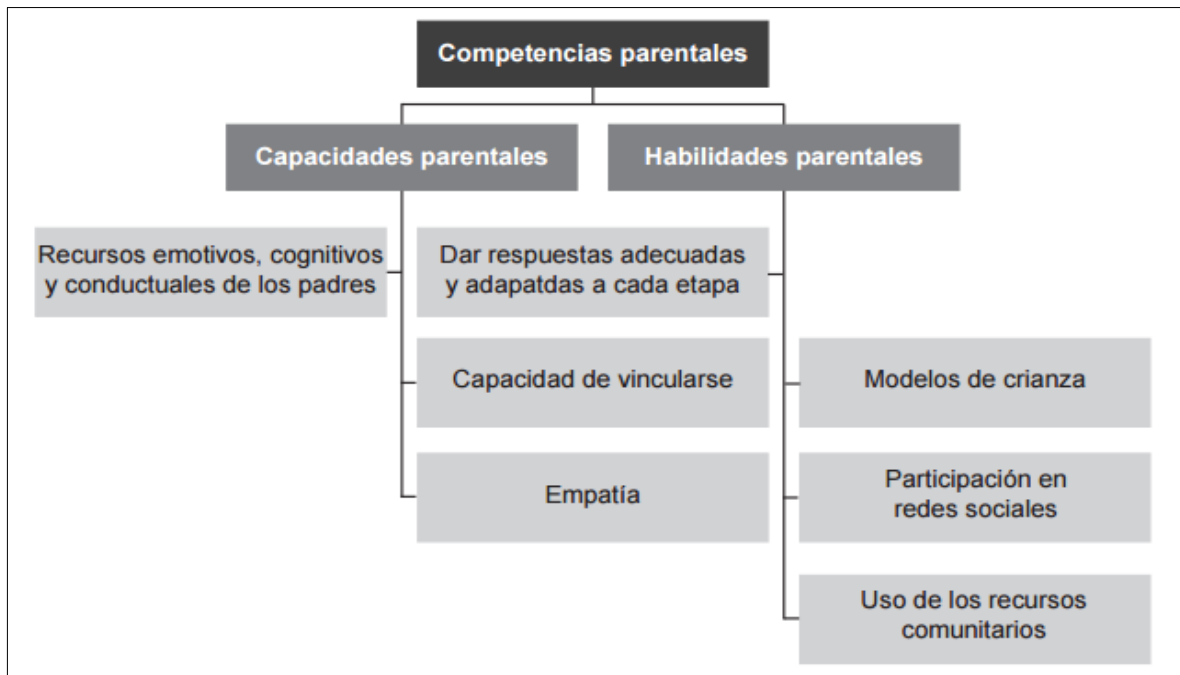 Competencias parentales
Capacidades parentales
Habilidades parentales
Recursos emotivos, cognitivos
y conductuales de los padres
Dar respuestas adecuadas
y adapatdas a cada etapa
Capacidad de vincularse
Modelos de crianza
Empatía
Participación en
redes sociales
Uso de los recursos
comunitarios